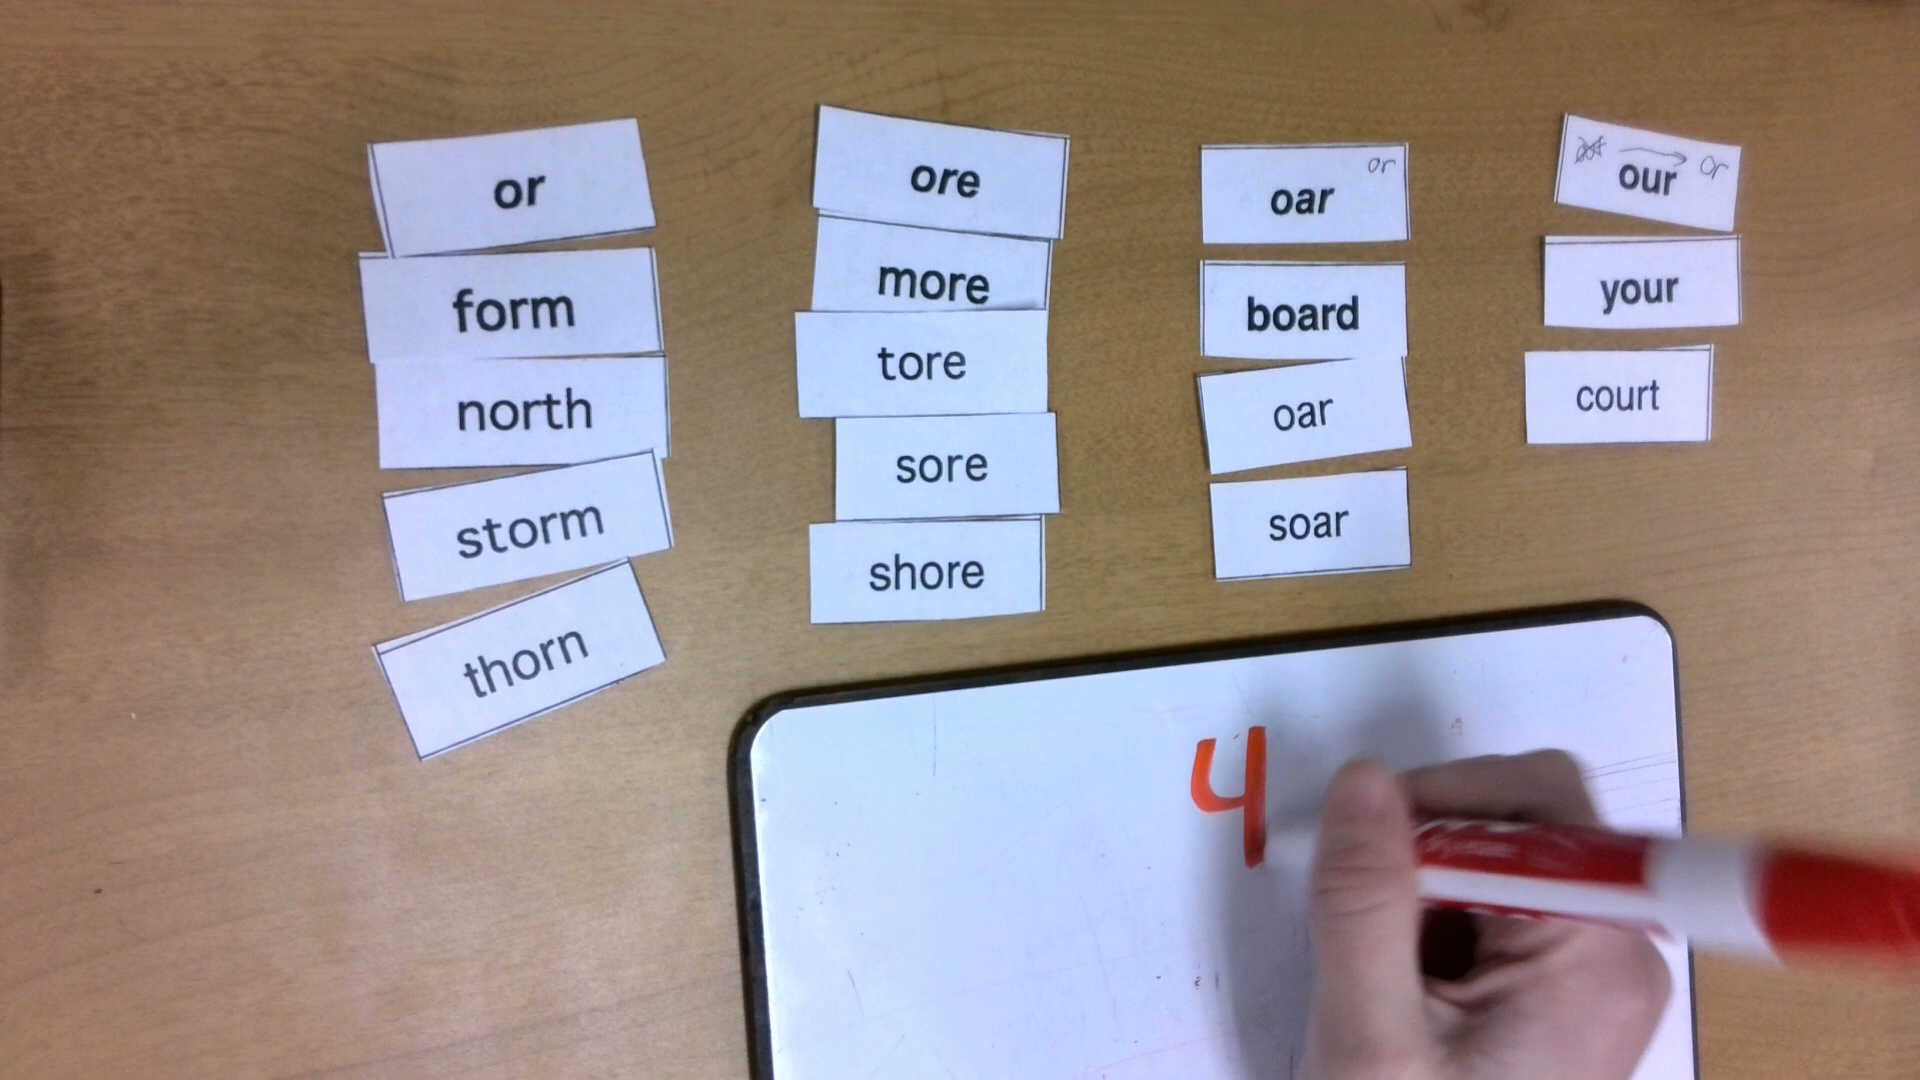 or
form
north
storm
thorn
ore
more
tore
sore
shore
or
oar
board
oar
soar
or
our
your
court
4